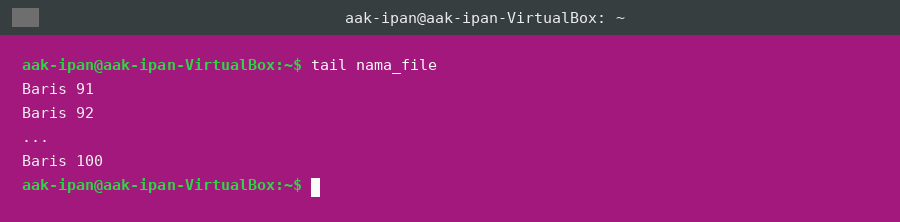 aak-ipan@aak-ipan-VirtualBox: ~
aak-ipan@aak-ipan-VirtualBox:~$ tail nama_file
Baris 91
Baris 92
...
Baris 100
aak-ipan@aak-ipan-VirtualBox:~$